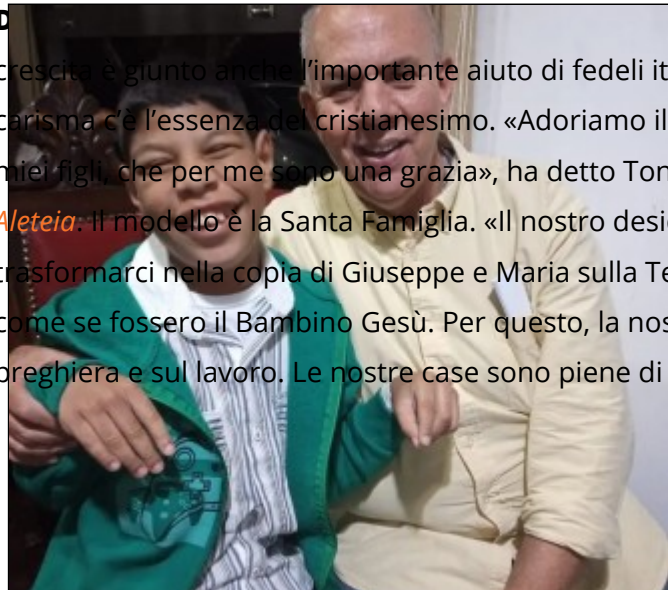 D
crescita è giunto anche l'importante aiuto di fedeli it
carisma c'è l'essenza del cristianesimo. «Adoriamo il
miei figli, che per me sono una grazia», ha detto Ton
Aleteia. Il modello è la Santa Famiglia. «Il nostro desi
trasformarci nella copia di Giuseppe e Maria sulla Te
come se fossero il Bambino Gesù. Per questo, la nos
preghiera e sul lavoro. Le nostre case sono piene di